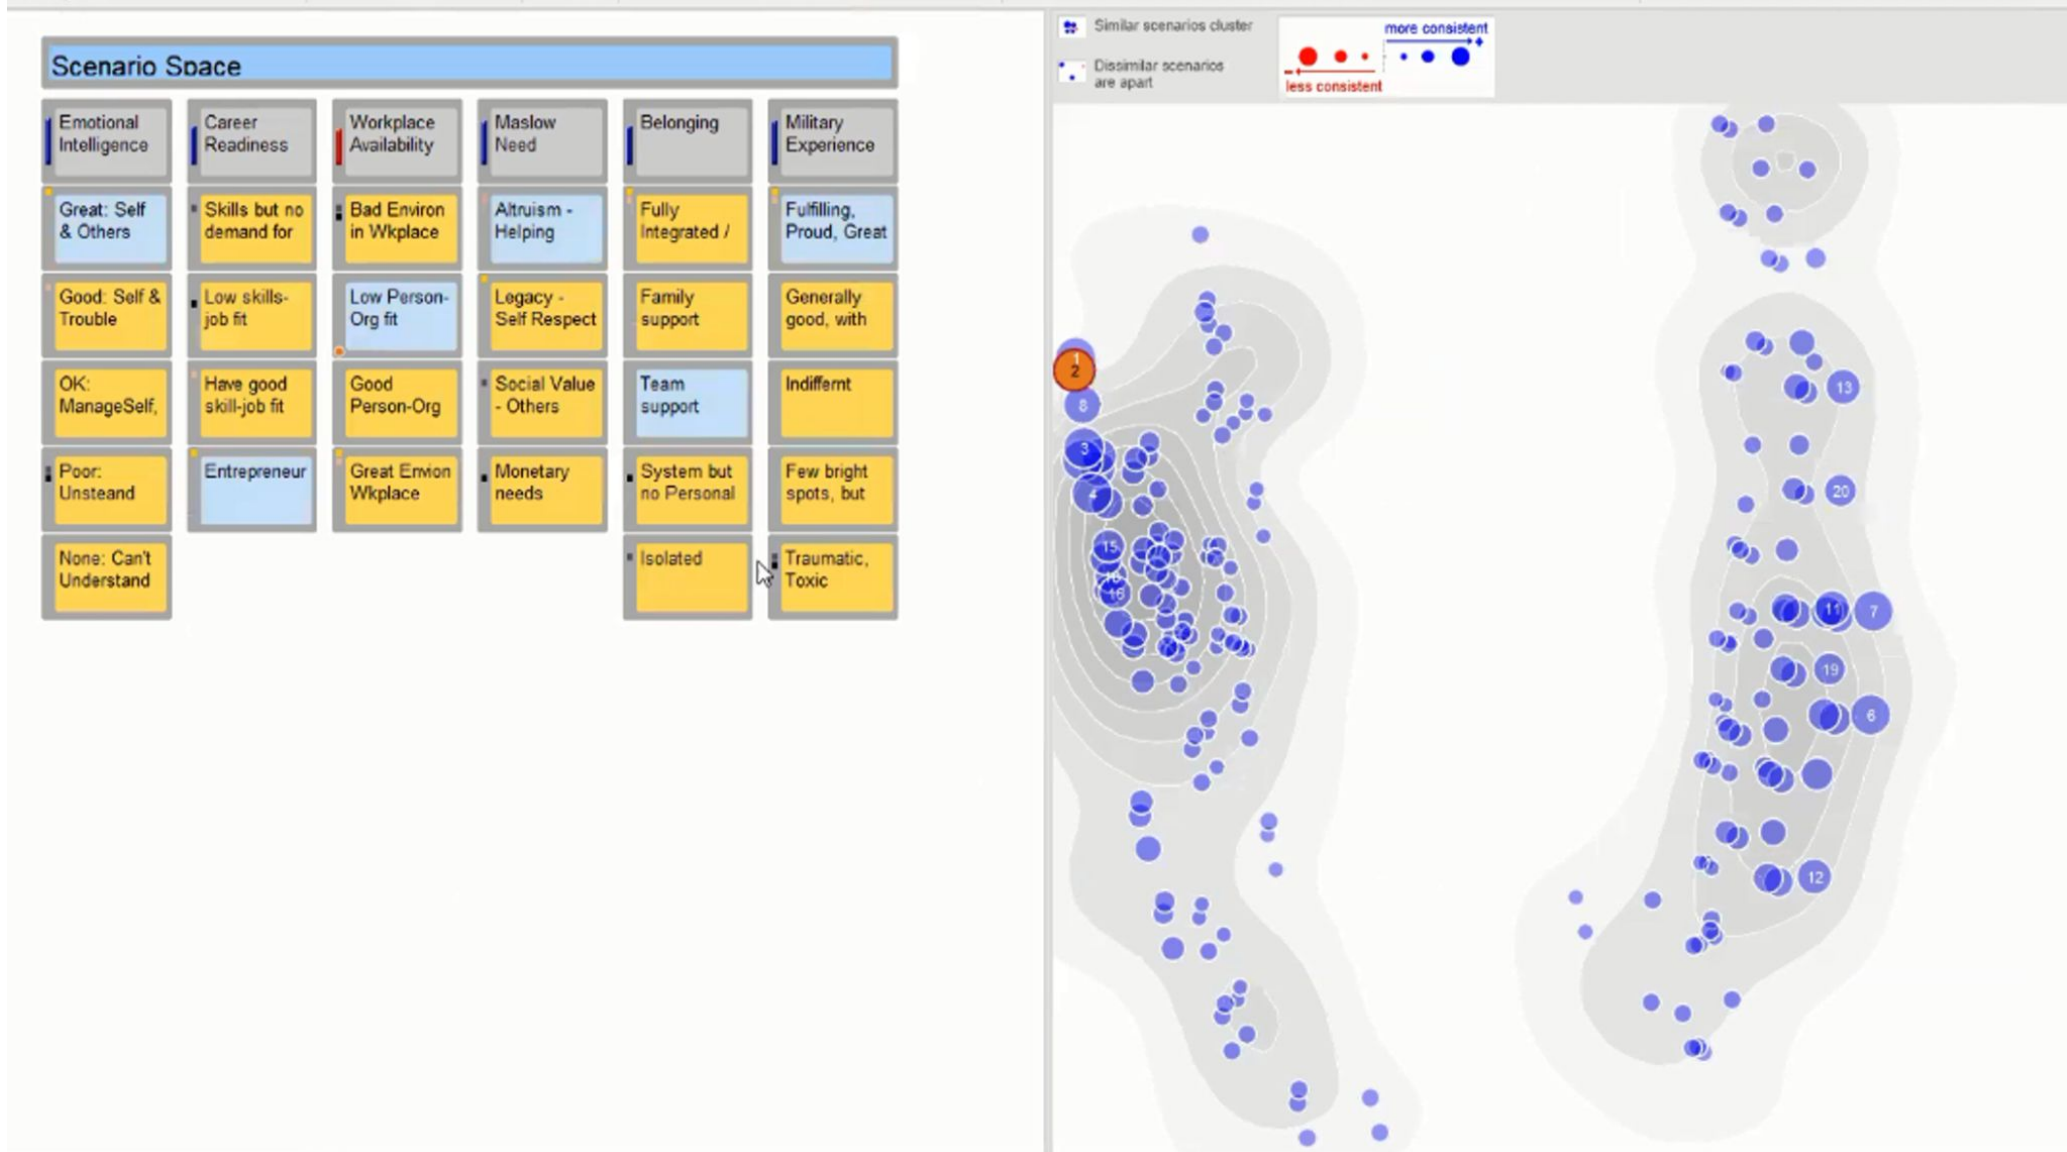 Scenario Space
Emotional
Intelligence
Career
Readiness
Workplace
Availability
Maslow
Need
Belonging
Military
Experience
Great: Self
& Others
Skills but no
demand for
Bad Environ
in Wkplace
Altruism -
Helping
Fully
Integrated /
Fulfilling,
Proud, Great
Good: Self &
Trouble
Low skills-
job fit
Low Person-
Org fit
Legacy -
Self Respect
Family
support
Generally
good, with
OK:
ManageSelf,
Have good
skill-job fit
Good
Person-Org
Social Value
- Others
Team
support
Indiffernt
Poor:
Unsteand
Entrepreneur
Great Envion
Wkplace
Monetary
needs
System but
no Personal
Few bright
spots, but
None: Can't
Understand
Isolated
Traumatic,
Toxic
Similar scenarios cluster
Dissimilar scenarios
are apart
more consistent
+
-
less consistent
1
2
8
3
4
15
16
13
20
11
7
19
6
12